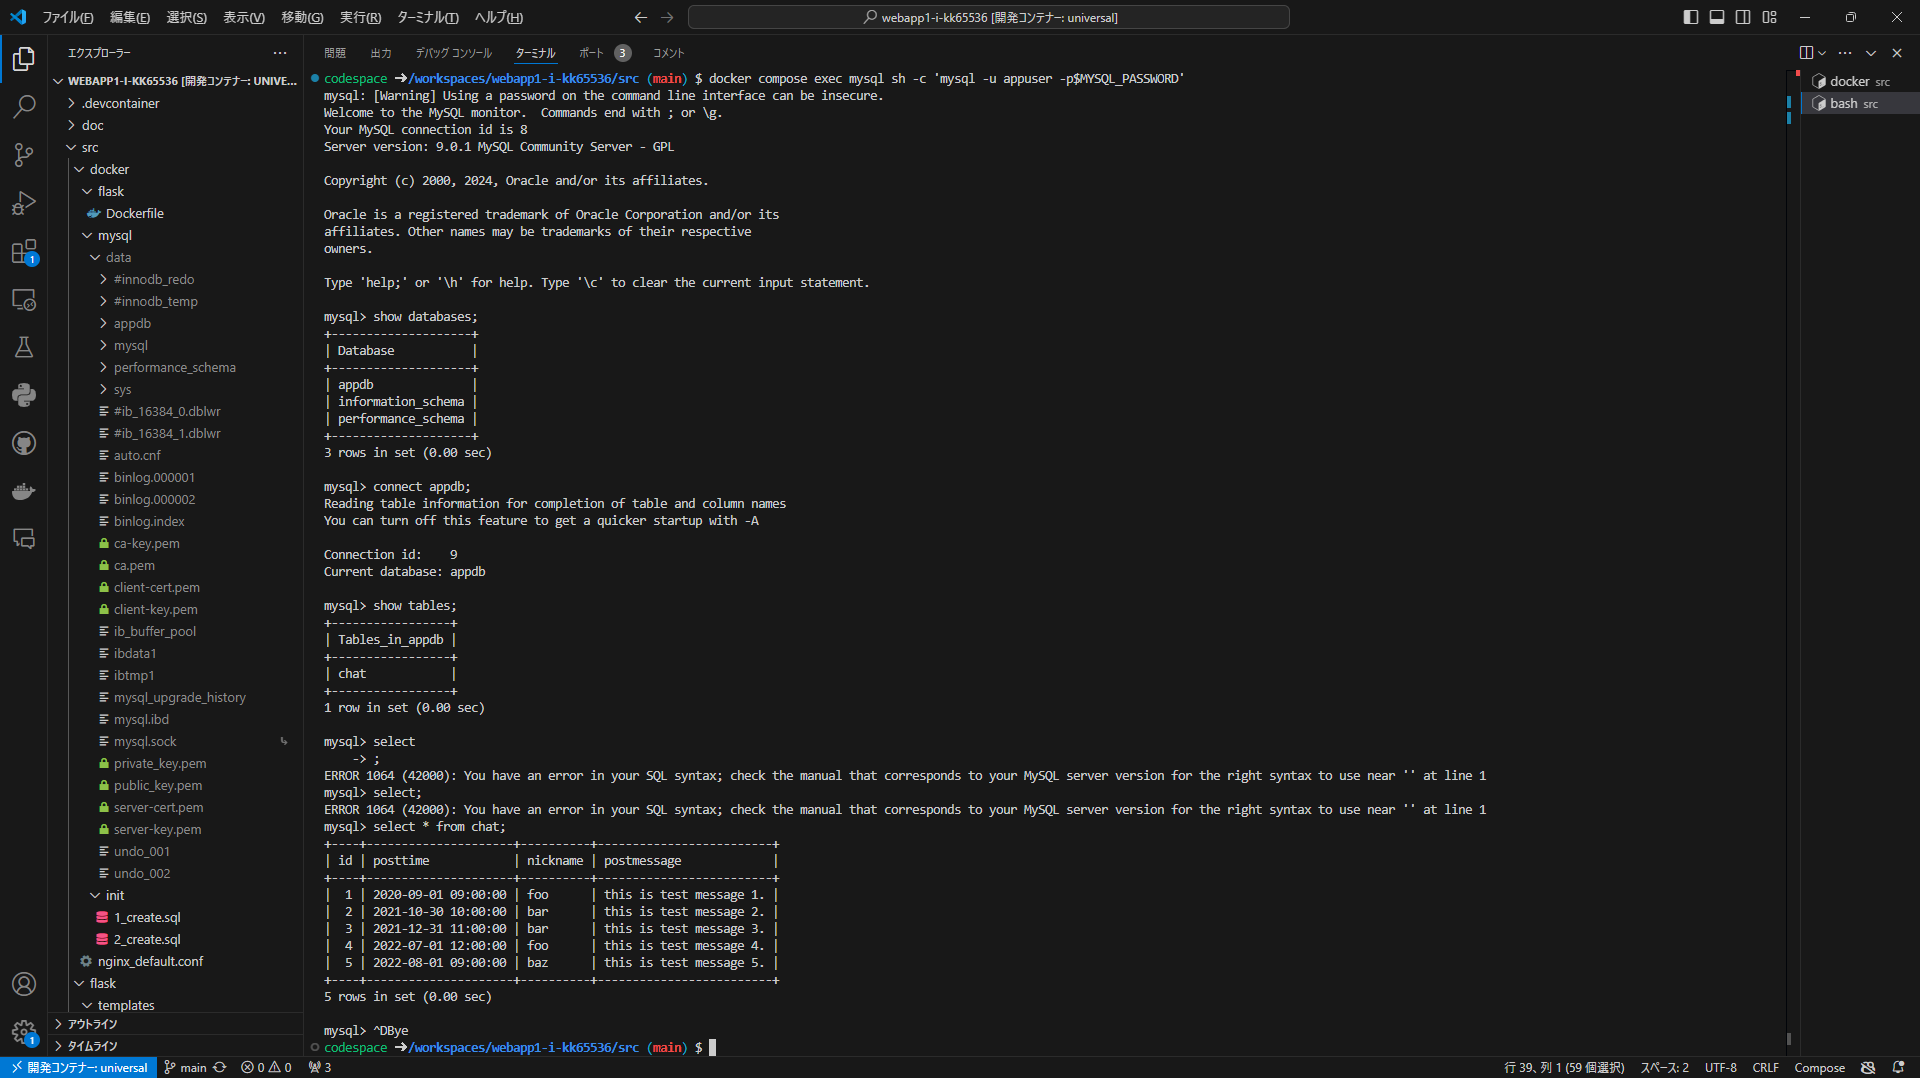 ファイル(F) 編集(E) 選択(S) 表示(V) 移動(G) 実行(R) ターミナル(T) ヘルプ(H)
webapp1-i-kk65536 [開発コンテナー: universal]
エクスプローラー
WEBAPP1-I-KK65536 [開発コンテナー: UNIVE...
.devcontainer
doc
src
docker
flask
Dockerfile
mysql
data
#innodb_redo
#innodb_temp
appdb
mysql
performance_schema
sys
#ib_16384_0.dblwr
#ib_16384_1.dblwr
auto.cnf
binlog.000001
binlog.000002
binlog.index
ca-key.pem
ca.pem
client-cert.pem
client-key.pem
ib_buffer_pool
ibdata1
ibtmp1
mysql_upgrade_history
mysql.ibd
mysql.sock
private_key.pem
public_key.pem
server-cert.pem
server-key.pem
undo_001
undo_002
init
1_create.sql
2_create.sql
nginx_default.conf
flask
templates
アウトライン
タイムライン
1
1
問題 出力 デバッグ コンソール ターミナル ポート 3 コメント
codespace ➜/workspaces/webapp1-i-kk65536/src (main) $ docker compose exec mysql sh -c 'mysql -u appuser -p$MYSQL_PASSWORD'
mysql: [Warning] Using a password on the command line interface can be insecure.
Welcome to the MySQL monitor.  Commands end with ; or \g.
Your MySQL connection id is 8
Server version: 9.0.1 MySQL Community Server - GPL
Copyright (c) 2000, 2024, Oracle and/or its affiliates.
Oracle is a registered trademark of Oracle Corporation and/or its
affiliates. Other names may be trademarks of their respective
owners.
Type 'help;' or '\h' for help. Type '\c' to clear the current input statement.
mysql> show databases;
+--------------------+
| Database           |
+--------------------+
| appdb              |
| information_schema |
| performance_schema |
+--------------------+
3 rows in set (0.00 sec)
mysql> connect appdb;
Reading table information for completion of table and column names
You can turn off this feature to get a quicker startup with -A
Connection id:    9
Current database: appdb
mysql> show tables;
+-----------------+
| Tables_in_appdb |
+-----------------+
| chat            |
+-----------------+
1 row in set (0.00 sec)
mysql> select
    -> ;
ERROR 1064 (42000): You have an error in your SQL syntax; check the manual that corresponds to your MySQL server version for the right syntax to use near '' at line 1
mysql> select;
ERROR 1064 (42000): You have an error in your SQL syntax; check the manual that corresponds to your MySQL server version for the right syntax to use near '' at line 1
mysql> select * from chat;
+----+---------------------+----------+-------------------------+
| id | posttime            | nickname | postmessage             |
+----+---------------------+----------+-------------------------+
|  1 | 2020-09-01 09:00:00 | foo      | this is test message 1. |
|  2 | 2021-10-30 10:00:00 | bar      | this is test message 2. |
|  3 | 2021-12-31 11:00:00 | bar      | this is test message 3. |
|  4 | 2022-07-01 12:00:00 | foo      | this is test message 4. |
|  5 | 2022-08-01 09:00:00 | baz      | this is test message 5. |
+----+---------------------+----------+-------------------------+
5 rows in set (0.00 sec)
mysql> ^DBye
codespace ➜/workspaces/webapp1-i-kk65536/src (main) $
docker src
bash src
開発コンテナー: universal main 0 0 3
行 39、列 1 (59 個選択) スペース: 2 UTF-8 CRLF Compose